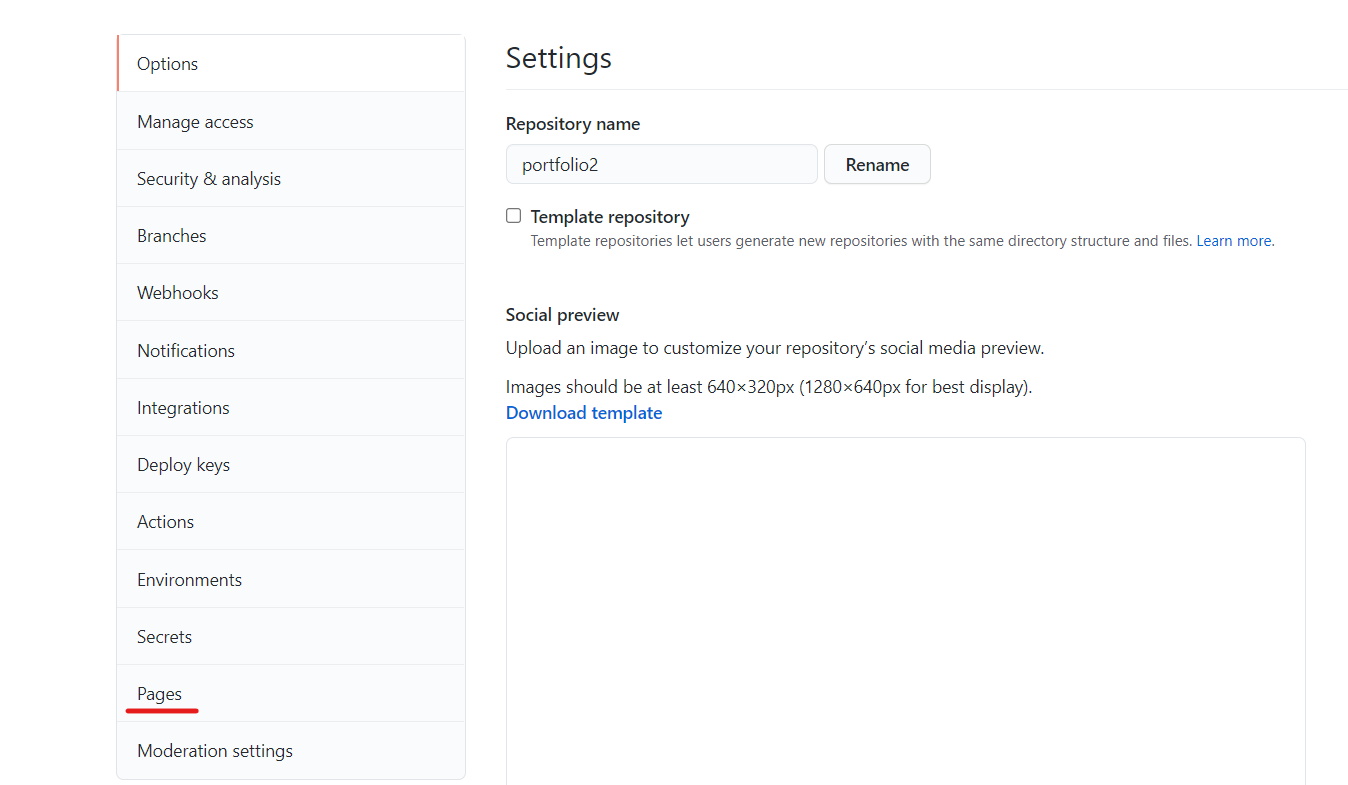 Options
Manage access
Security & analysis
Branches
Webhooks
Notifications
Integrations
Deploy keys
Actions
Environments
Secrets
Pages
Moderation settings
Settings
Repository name
portfolio2
Rename
Template repository
Template repositories let users generate new repositories with the same directory structure and files. Learn more.
Social preview
Upload an image to customize your repository’s social media preview.
Images should be at least 640×320px (1280×640px for best display).
Download template